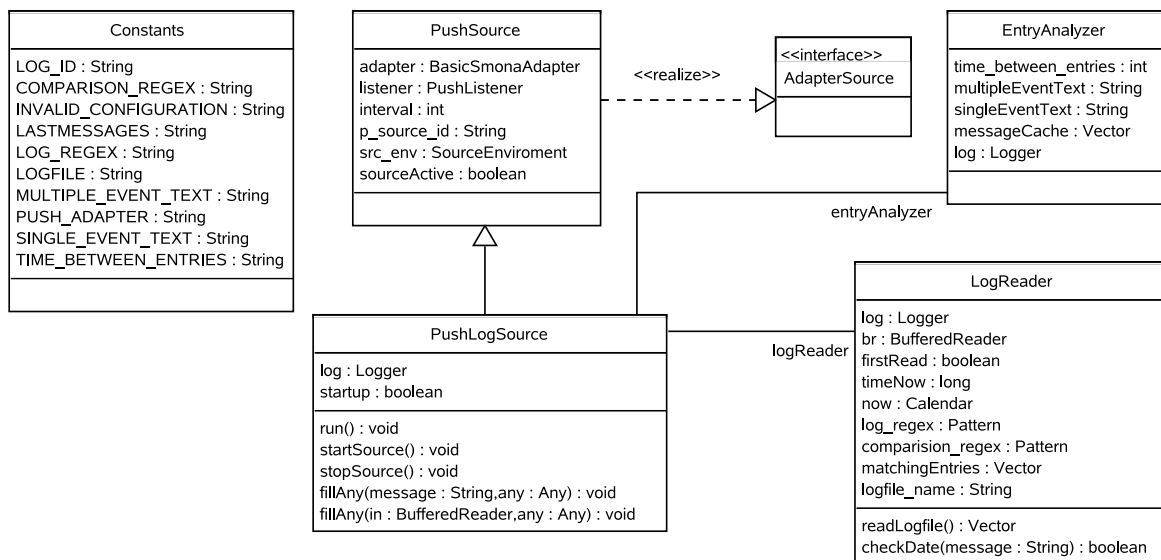 Constants
LOG_ID : String
COMPARISON_REGEX : String
INVALID_CONFIGURATION : String
LASTMESSAGES : String
LOG_REGEX : String
LOGFILE : String
MULTIPLE_EVENT_TEXT : String
PUSH_ADAPTER : String
SINGLE_EVENT_TEXT : String
TIME_BETWEEN_ENTRIES : String
PushSource
adapter : BasicSmonaAdapter
listener : PushListener
interval : int
p_source_id : String
src_env : SourceEnviroment
sourceActive : boolean
<<realize>>
<<interface>>
AdapterSource
EntryAnalyzer
time_between_entries : int
multipleEventText : String
singleEventText : String
messageCache : Vector
log : Logger
entryAnalyzer
PushLogSource
log : Logger
startup : boolean
run() : void
startSource() : void
stopSource() : void
fillAny(message : String,any : Any) : void
fillAny(in : BufferedReader,any : Any) : void
logReader
LogReader
log : Logger
br : BufferedReader
firstRead : boolean
timeNow : long
now : Calendar
log_regex : Pattern
comparision_regex : Pattern
matchingEntries : Vector
logfile_name : String
readLogfile() : Vector
checkDate(message : String) : boolean